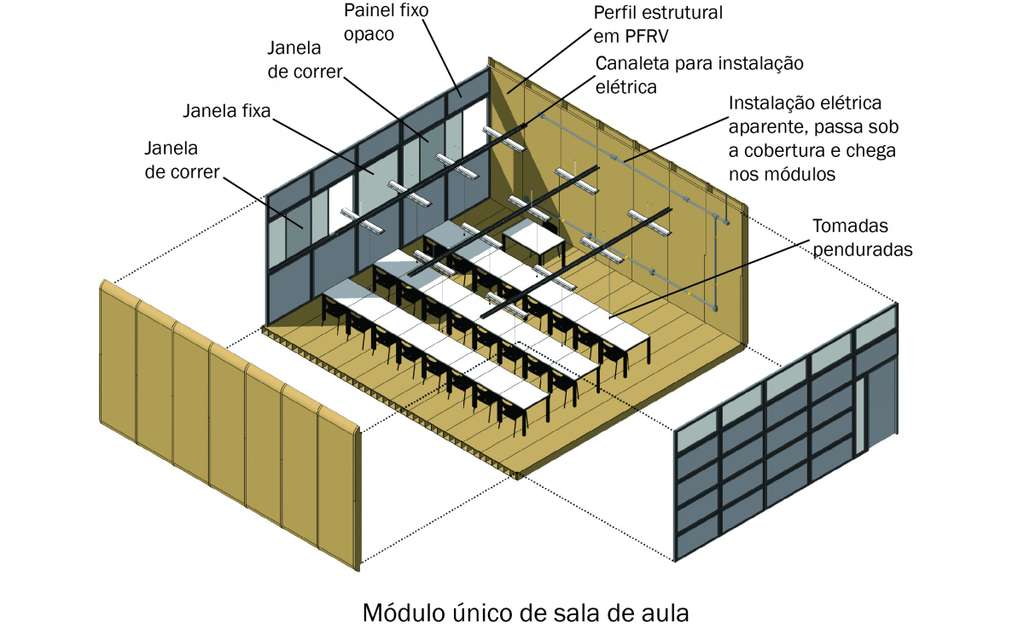 Painel fixo
opaco
Perfil estrutural
em PFRV
Janela
de correr
Canaleta para instalação
elétrica
Janela fixa
Instalação elétrica
aparente, passa sob
a cobertura e chega
nos módulos
Janela
de correr
Tomadas
penduradas
Módulo único de sala de aula